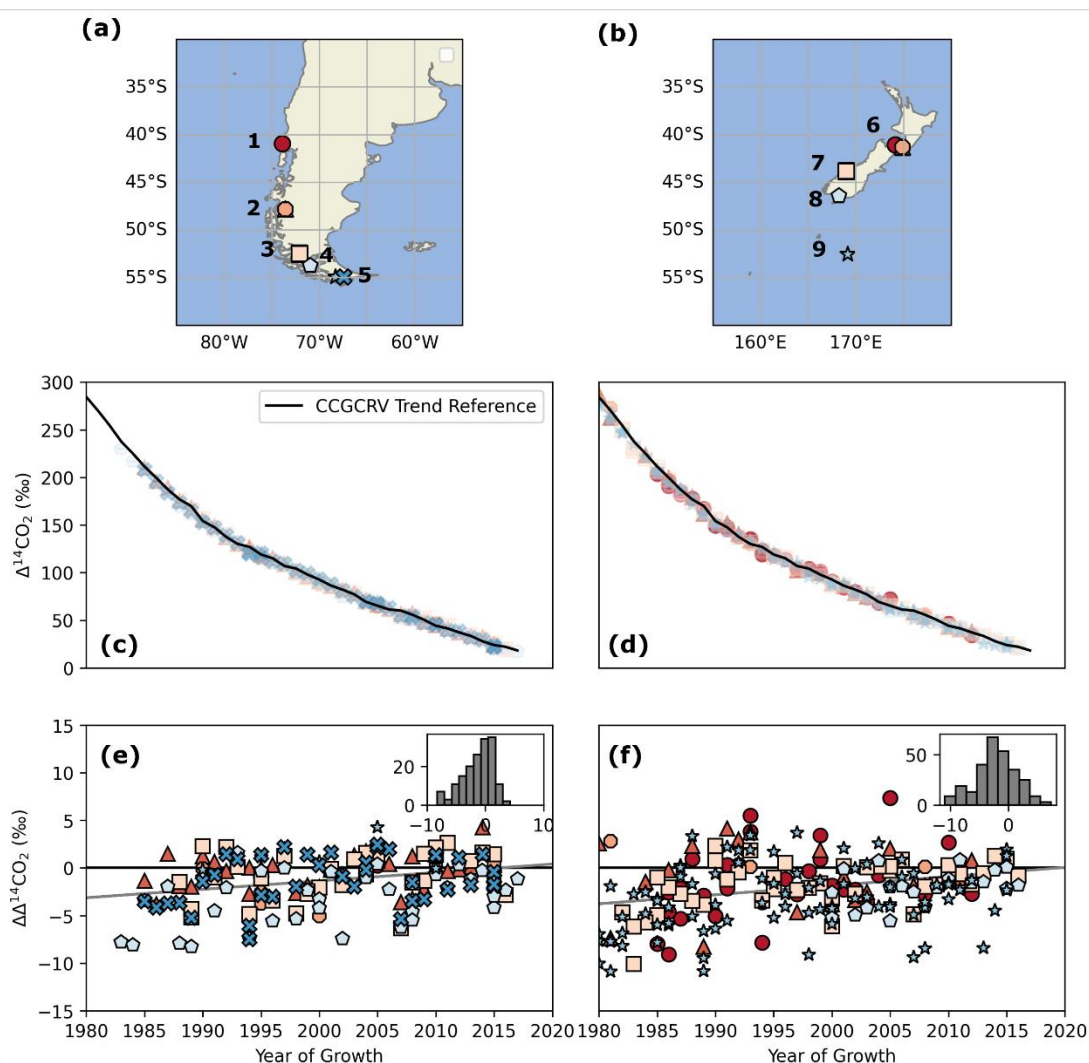 (a)
35°S
40°S
45°S
50°S
55°S
80°W 70°W 60°W
1
2
3
4
5
(b)
35°S
40°S
45°S
50°S
55°S
160°E 170°E
6
7
8
9
300
250
200
150
100
50
0
Δ¹⁴CO₂ (‰)
CCGCRV Trend Reference
(c)
(d)
15
10
5
0
−5
−10
−15
ΔΔ¹⁴CO₂ (‰)
(e)
20
0
−10 0 10
1980 1985 1990 1995 2000 2005 2010 2015 2020
Year of Growth
(f)
50
0
−10 0
1980 1985 1990 1995 2000 2005 2010 2015 2020
Year of Growth